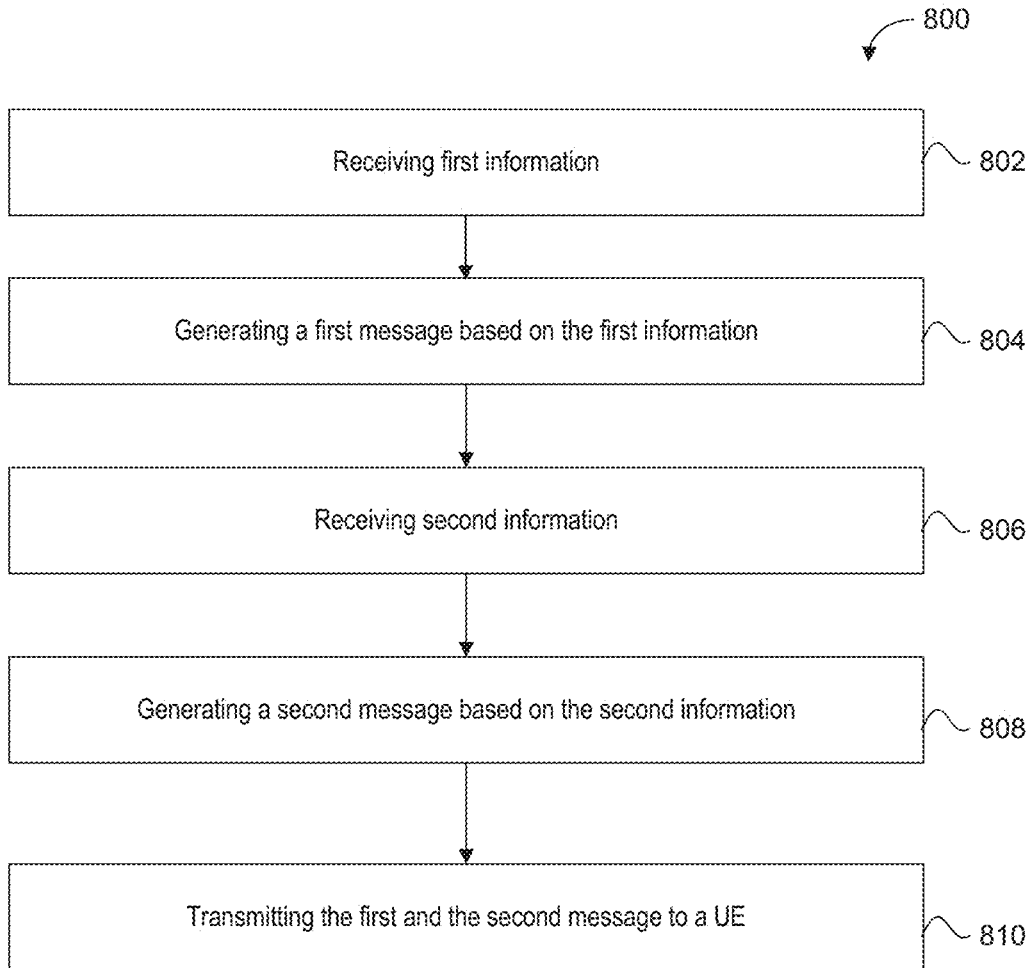 800
Receiving first information
802
Generating a first message based on the first information
804
Receiving second information
806
Generating a second message based on the second information
808
Transmitting the first and the second message to a UE
810